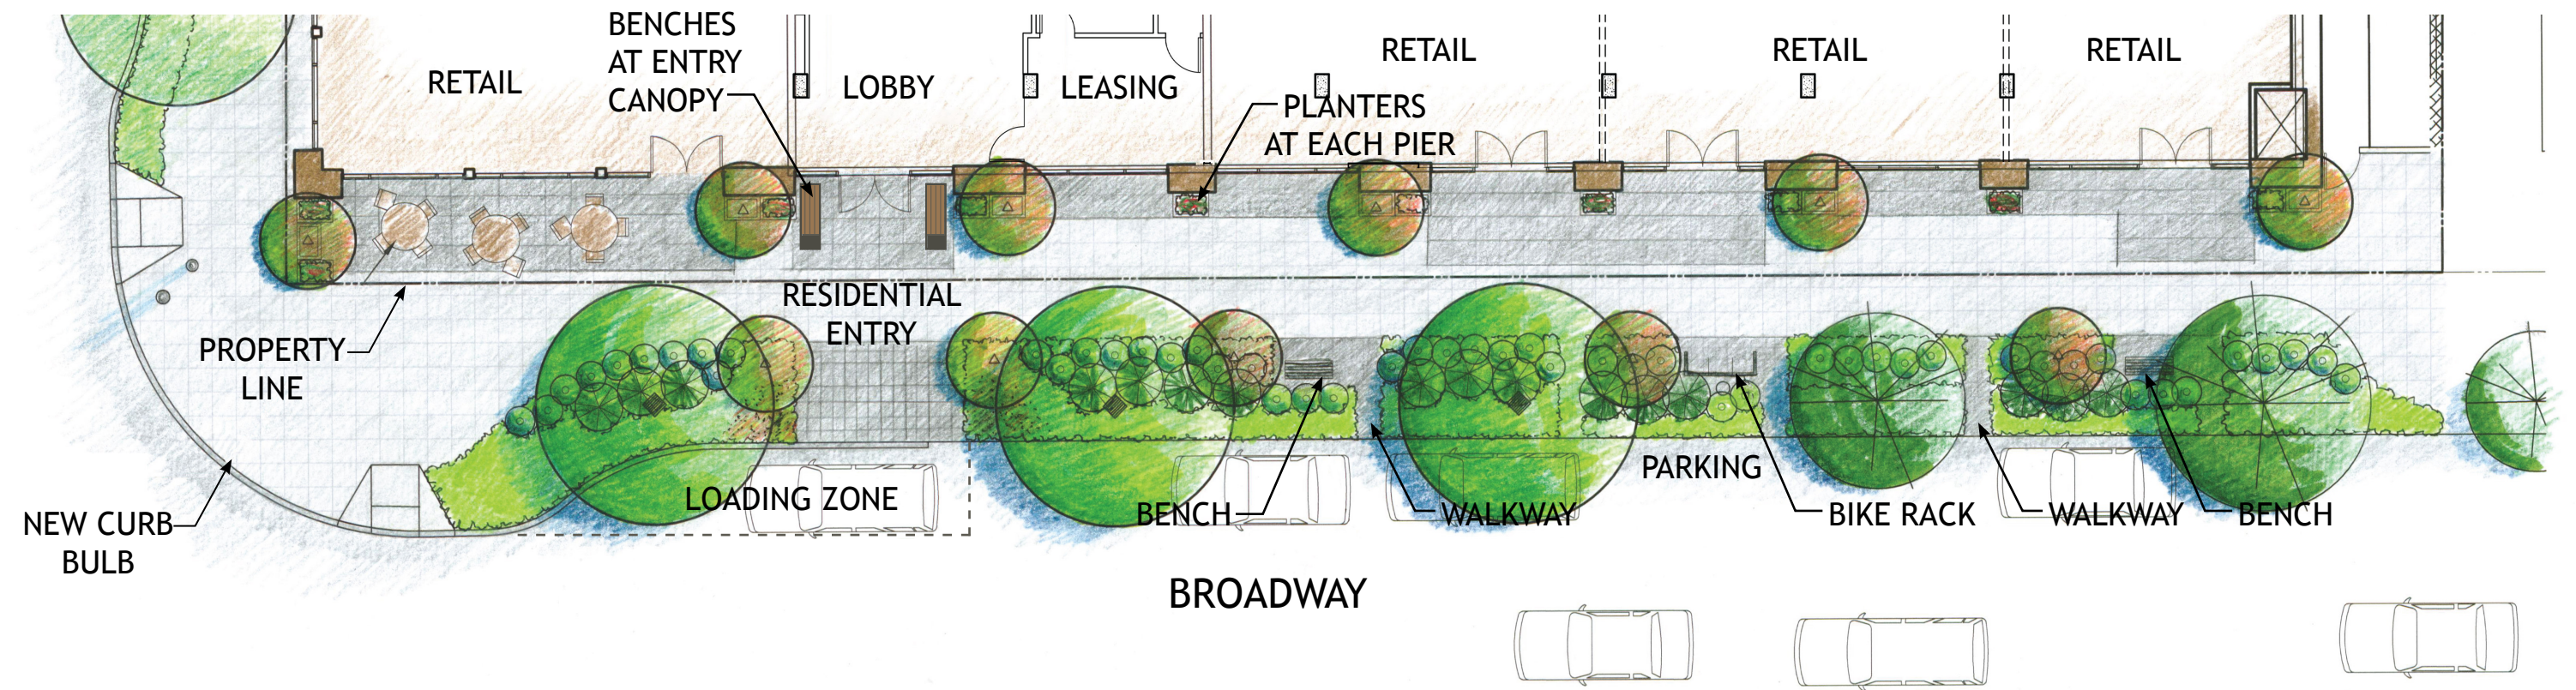 BENCHES
AT ENTRY
CANOPY
RETAIL
LOBBY
LEASING
RETAIL
RETAIL
RETAIL
PLANTERS
AT EACH PIER
RESIDENTIAL
ENTRY
PROPERTY
LINE
NEW CURB
BULB
LOADING ZONE
BENCH
WALKWAY
PARKING
BIKE RACK
WALKWAY
BENCH
BROADWAY